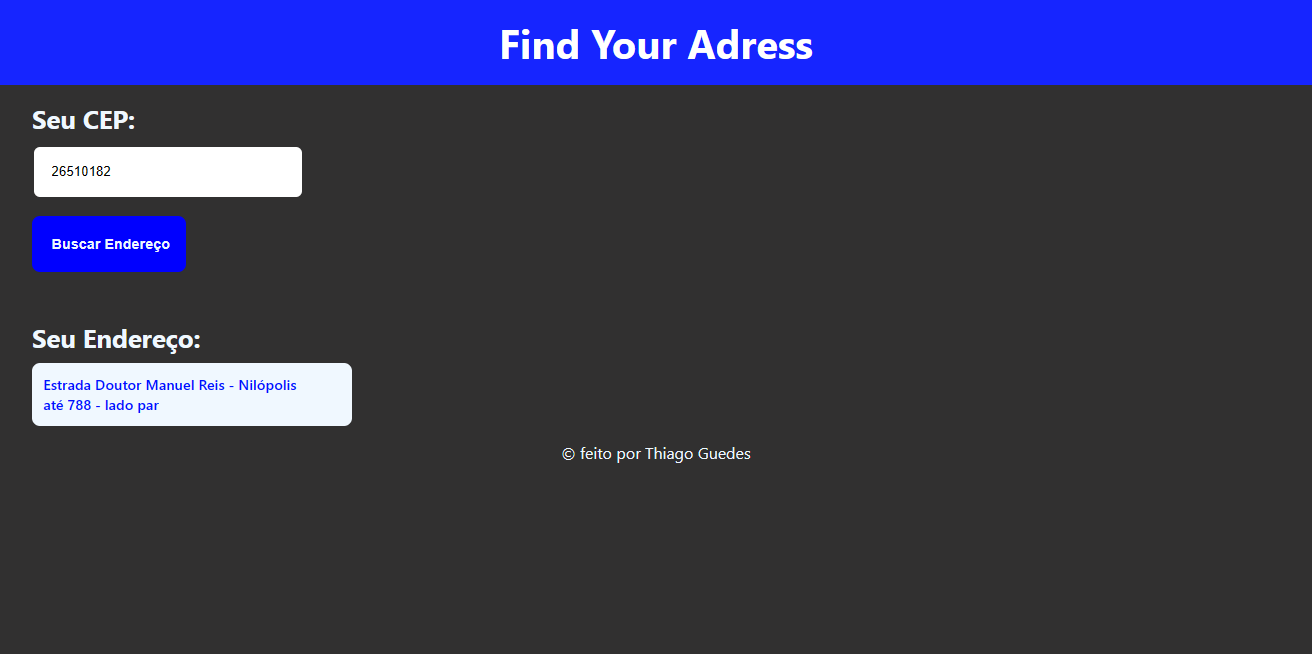 Find Your Adress
Seu CEP:
26510182
Buscar Endereço
Seu Endereço:
Estrada Doutor Manuel Reis - Nilópolis
até 788 - lado par
© feito por Thiago Guedes